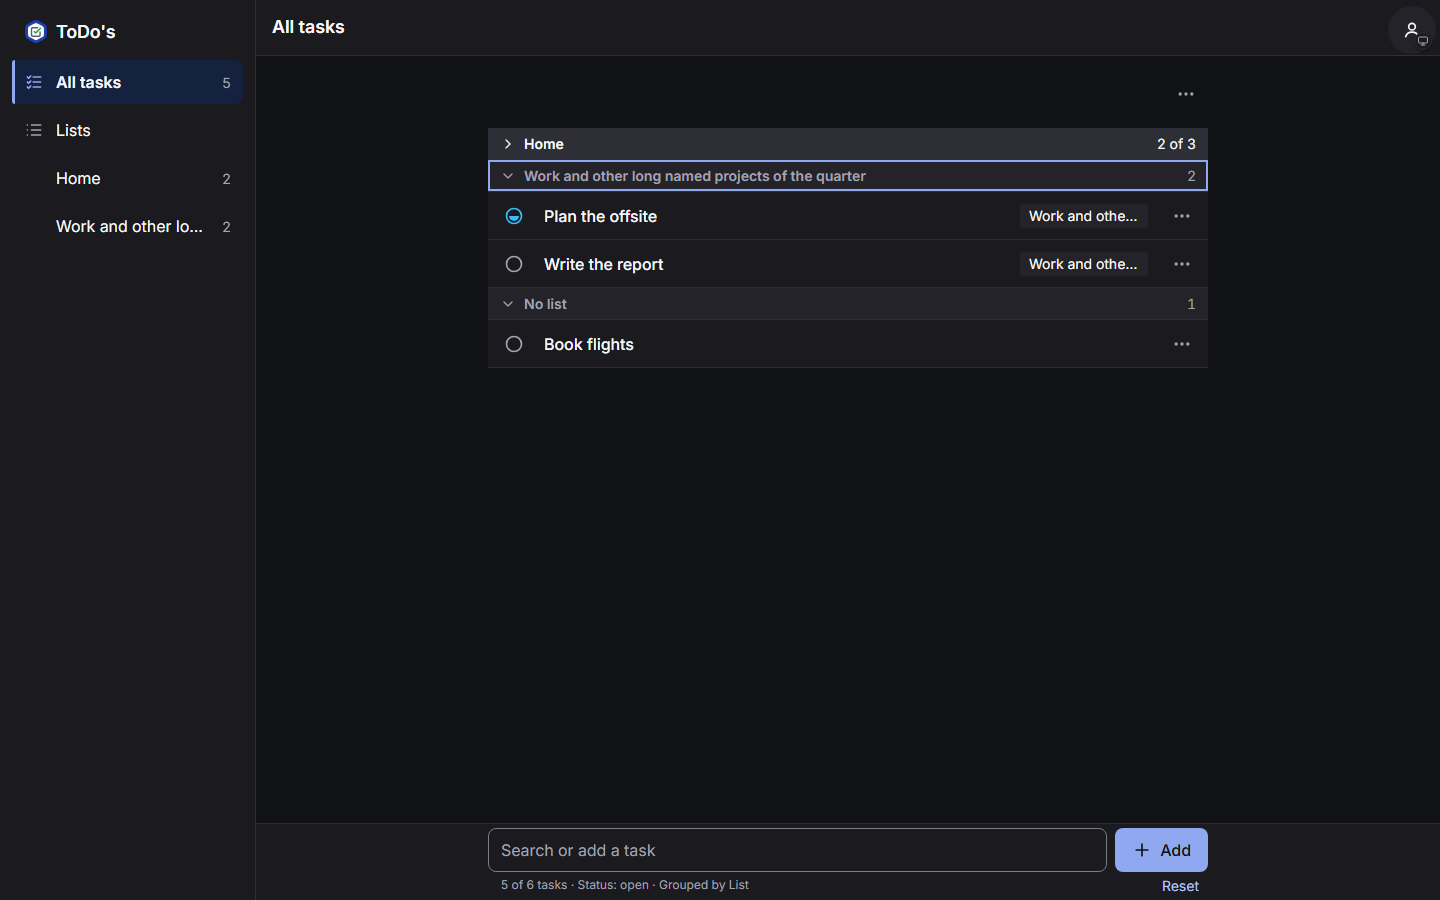 ToDo's
All tasks
All tasks 5
Lists
Home 2
Work and other lo... 2
Home 2 of 3
Work and other long named projects of the quarter 2
Plan the offsite Work and othe...
Write the report Work and othe...
No list 1
Book flights
Search or add a task
Add
5 of 6 tasks · Status: open · Grouped by List
Reset